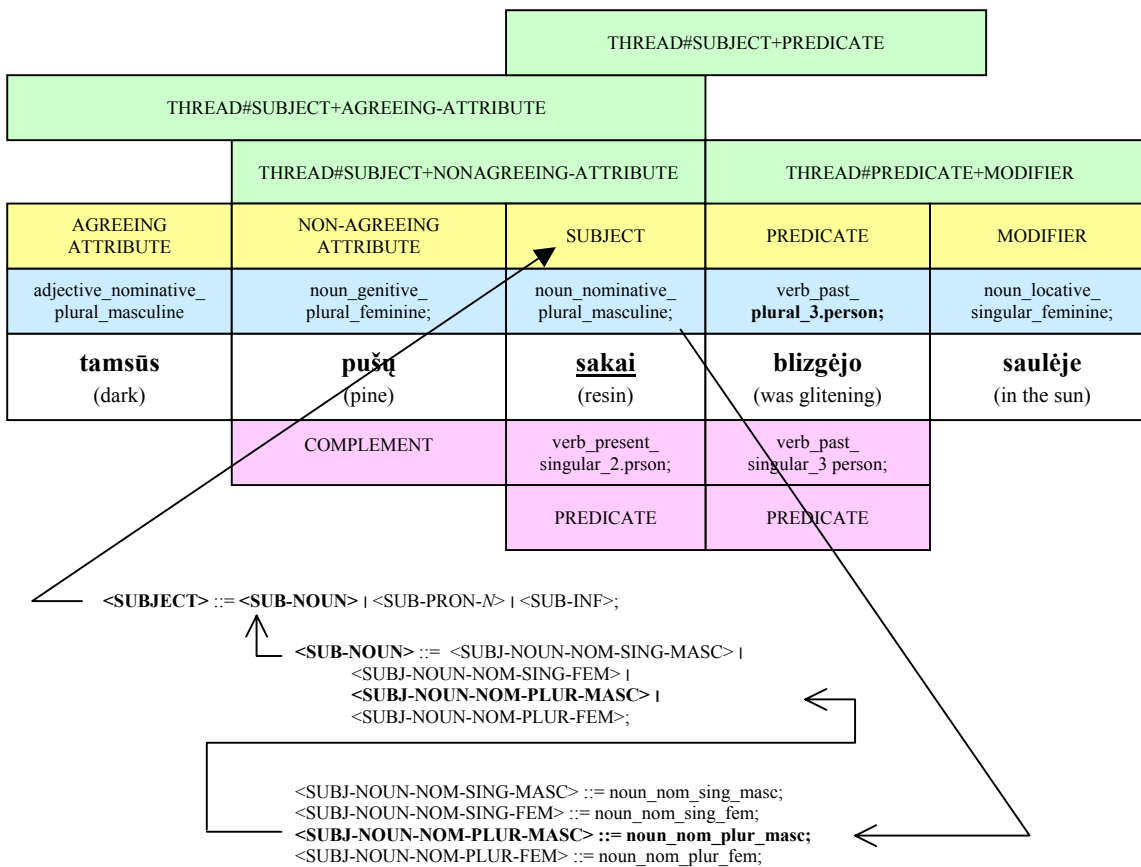 THREAD#SUBJECT+PREDICATE
THREAD#SUBJECT+AGREEING-ATTRIBUTE
THREAD#SUBJECT+NONAGREEING-ATTRIBUTE
THREAD#PREDICATE+MODIFIER
AGREEING
ATTRIBUTE
NON-AGREEING
ATTRIBUTE
SUBJECT
PREDICATE
MODIFIER
adjective_nominative_
plural_masculine
noun_genitive_
plural_feminine;
noun_nominative_
plural_masculine;
verb_past_
plural_3.person;
noun_locative_
singular_feminine;
tamsūs
(dark)
pušų
(pine)
sakai
(resin)
blizgėjo
(was glitening)
saulėje
(in the sun)
COMPLEMENT
verb_present_
singular_2.prson;
verb_past_
singular_3 person;
PREDICATE
PREDICATE
<SUBJECT> ::= <SUB-NOUN> | <SUB-PRON-N> | <SUB-INF>;
<SUB-NOUN> ::= <SUBJ-NOUN-NOM-SING-MASC> |
<SUBJ-NOUN-NOM-SING-FEM> |
<SUBJ-NOUN-NOM-PLUR-MASC> |
<SUBJ-NOUN-NOM-PLUR-FEM>;
<SUBJ-NOUN-NOM-SING-MASC> ::= noun_nom_sing_masc;
<SUBJ-NOUN-NOM-SING-FEM> ::= noun_nom_sing_fem;
<SUBJ-NOUN-NOM-PLUR-MASC> ::= noun_nom_plur_masc;
<SUBJ-NOUN-NOM-PLUR-FEM> ::= noun_nom_plur_fem;